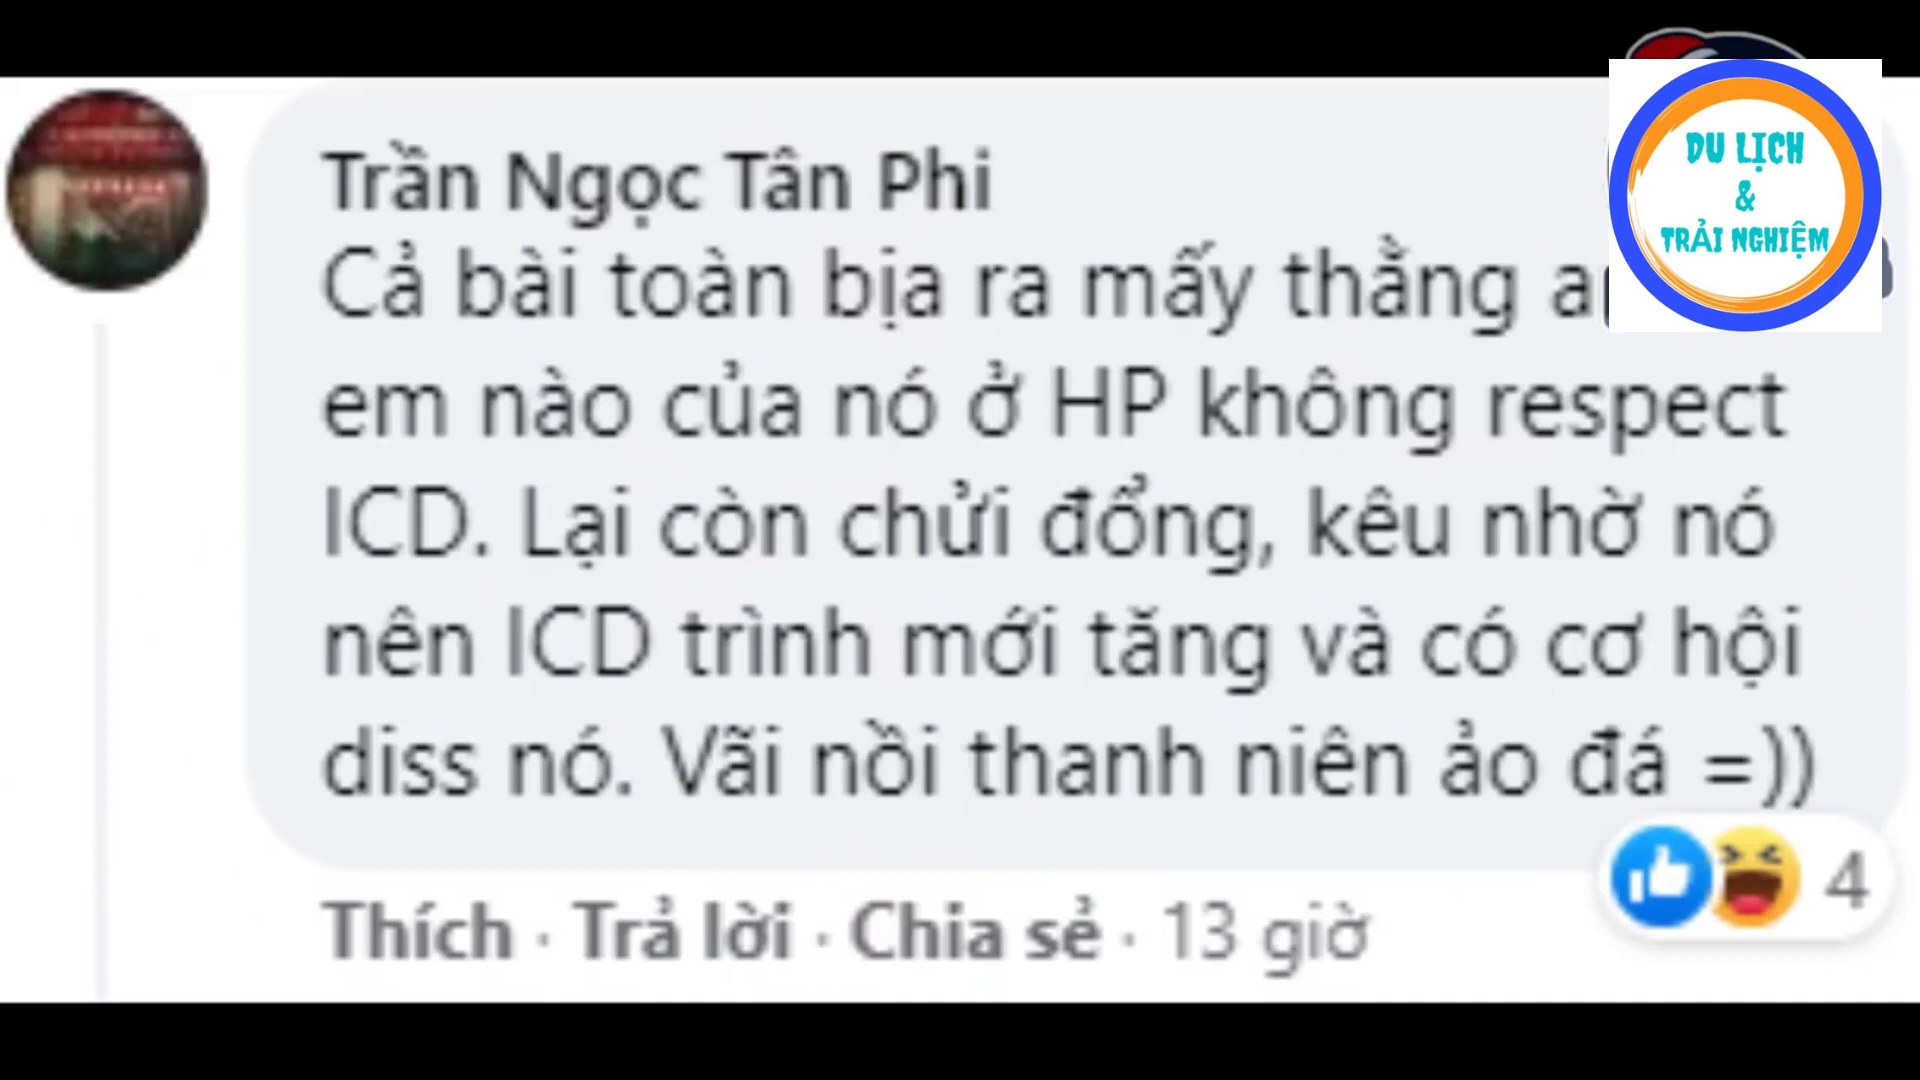 Trần Ngọc Tân Phi
Cả bài toàn bịa ra mấy thằng
em nào của nó ở HP không respect
ICD. Lại còn chửi đổng, kêu nhờ nó
nên ICD trình mới tăng và có cơ hội
diss nó. Vãi nồi thanh niên ảo đá =))
4
Thích · Trả lời · Chia sẻ · 13 giờ
DU LỊCH
&
TRẢI NGHIỆM